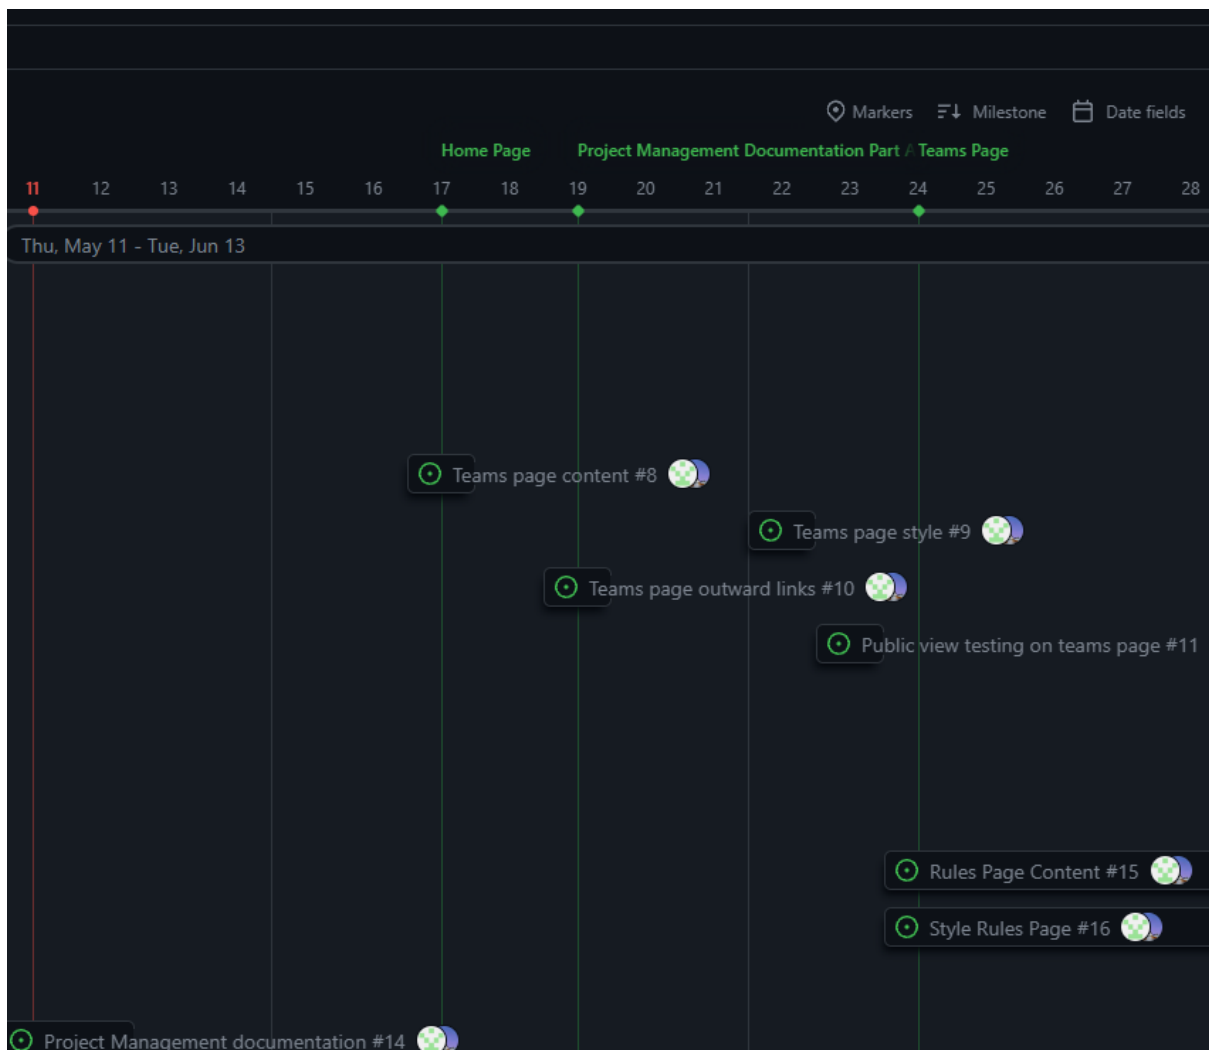 Markers Milestone Date fields
Home Page Project Management Documentation Part A Teams Page
11 12 13 14 15 16 17 18 19 20 21 22 23 24 25 26 27 28
Thu, May 11 - Tue, Jun 13
Teams page content #8
Teams page style #9
Teams page outward links #10
Public view testing on teams page #11
Rules Page Content #15
Style Rules Page #16
Project Management documentation #14